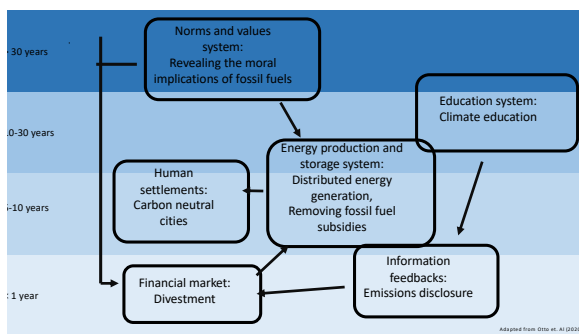 Norms and values
system:
Revealing the moral
implications of fossil fuels
30 years
Education system:
Climate education
10-30 years
Energy production and
storage system:
Distributed energy
generation,
Removing fossil fuel
subsidies
Human
settlements:
Carbon neutral
cities
5-10 years
Information
feedbacks:
Emissions disclosure
Financial market:
Divestment
< 1 year
Adapted from Otto et. Al (202